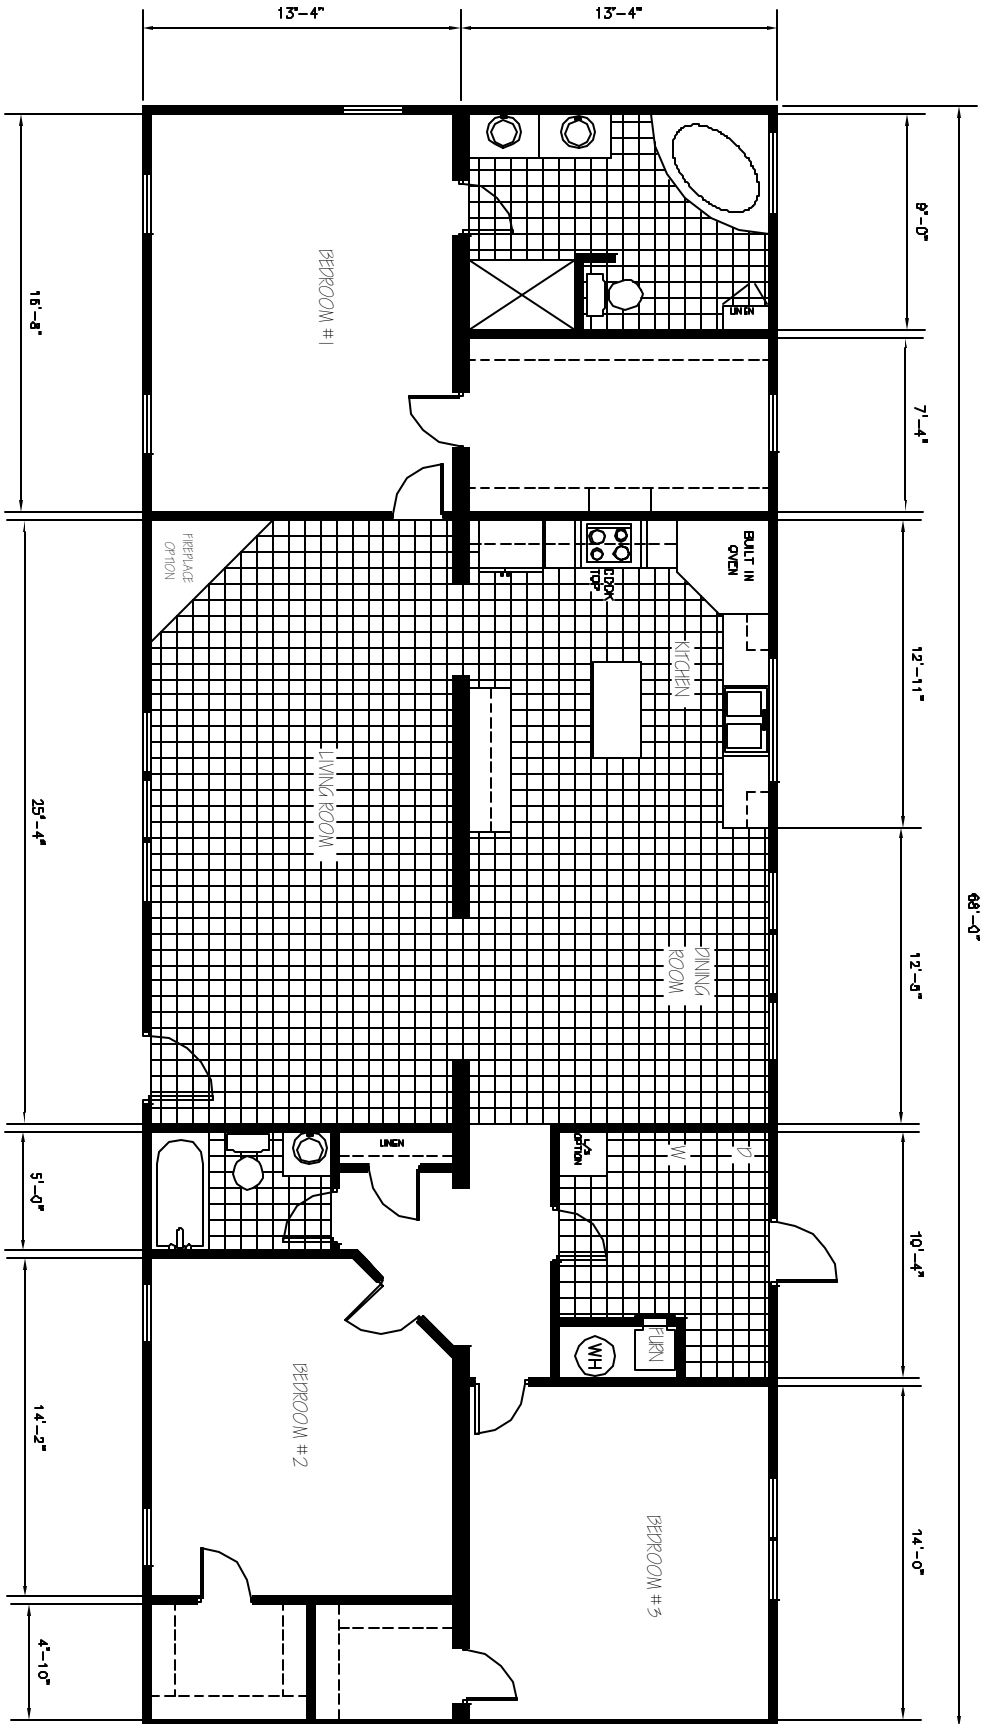 13'-4"
13'-4"
9'-0"
15'-8"
BEDROOM #1
LINEN
7'-4"
FIREPLACE
OPTION
BUILT IN
OVEN
COOK
TOP
KITCHEN
12'-11"
LIVING ROOM
25'-4"
68'-0"
DINING
ROOM
12'-5"
LINEN
OPTION
W
D
5'-0"
10'-4"
WH
FURN
BEDROOM #2
14'-2"
BEDROOM #3
14'-0"
4'-10"